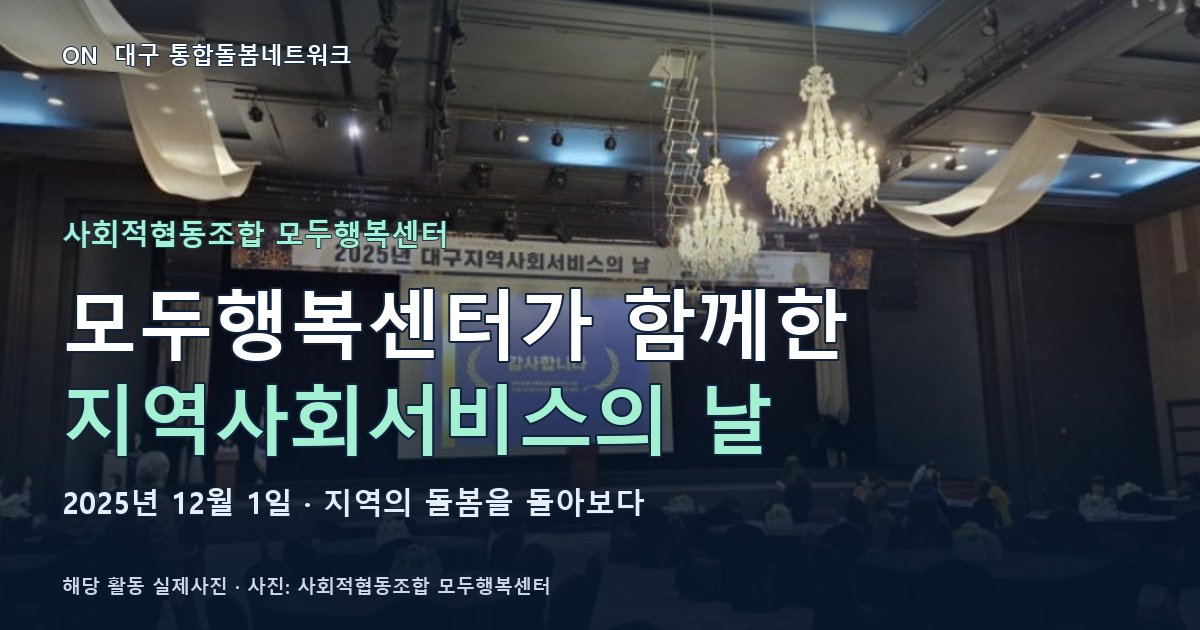 ON 대구 통합돌봄네트워크
사회적협동조합 모두행복센터
2025년 대구지역사회서비스의 날
모두행복센터가 함께한
감사합니다
지역사회서비스의 날
2025년 12월 1일 · 지역의 돌봄을 돌아보다
해당 활동 실제사진 · 사진: 사회적협동조합 모두행복센터